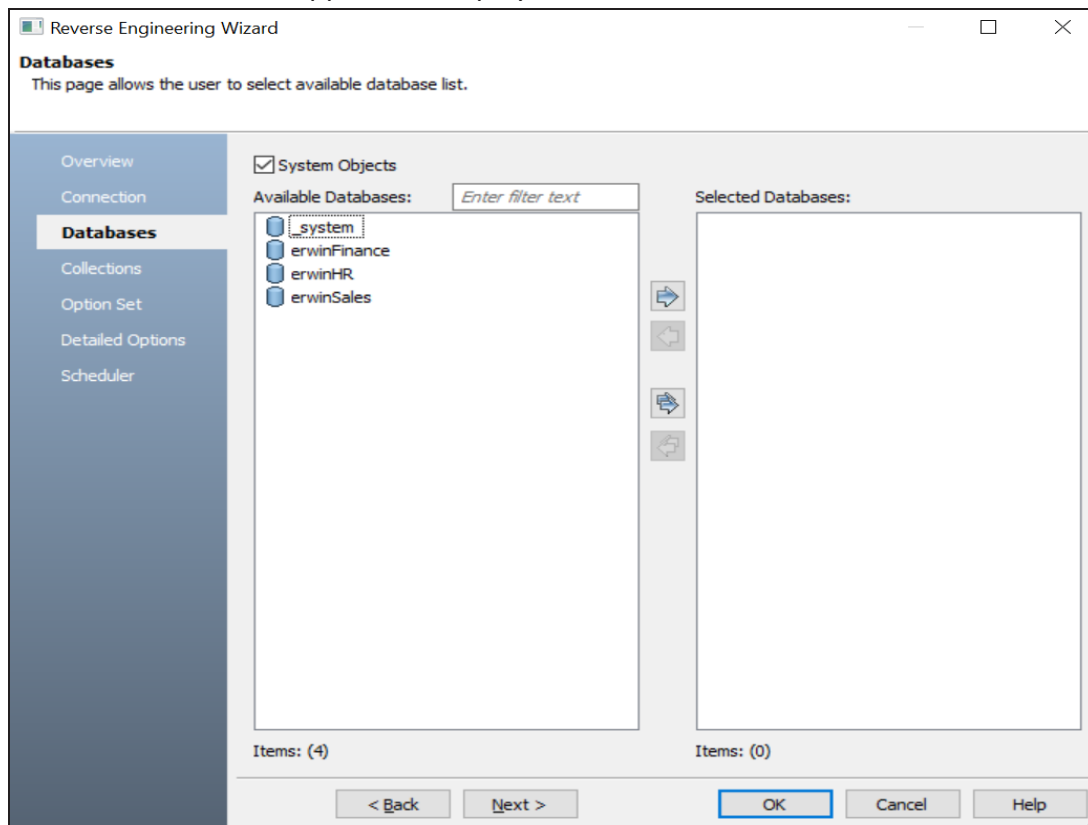 Reverse Engineering Wizard
Databases
This page allows the user to select available database list.
Overview
Connection
Databases
Collections
Option Set
Detailed Options
Scheduler
System Objects
Available Databases:
Enter filter text
_system
erwinFinance
erwinHR
erwinSales
Items: (4)
Selected Databases:
Items: (0)
< Back
Next >
OK
Cancel
Help